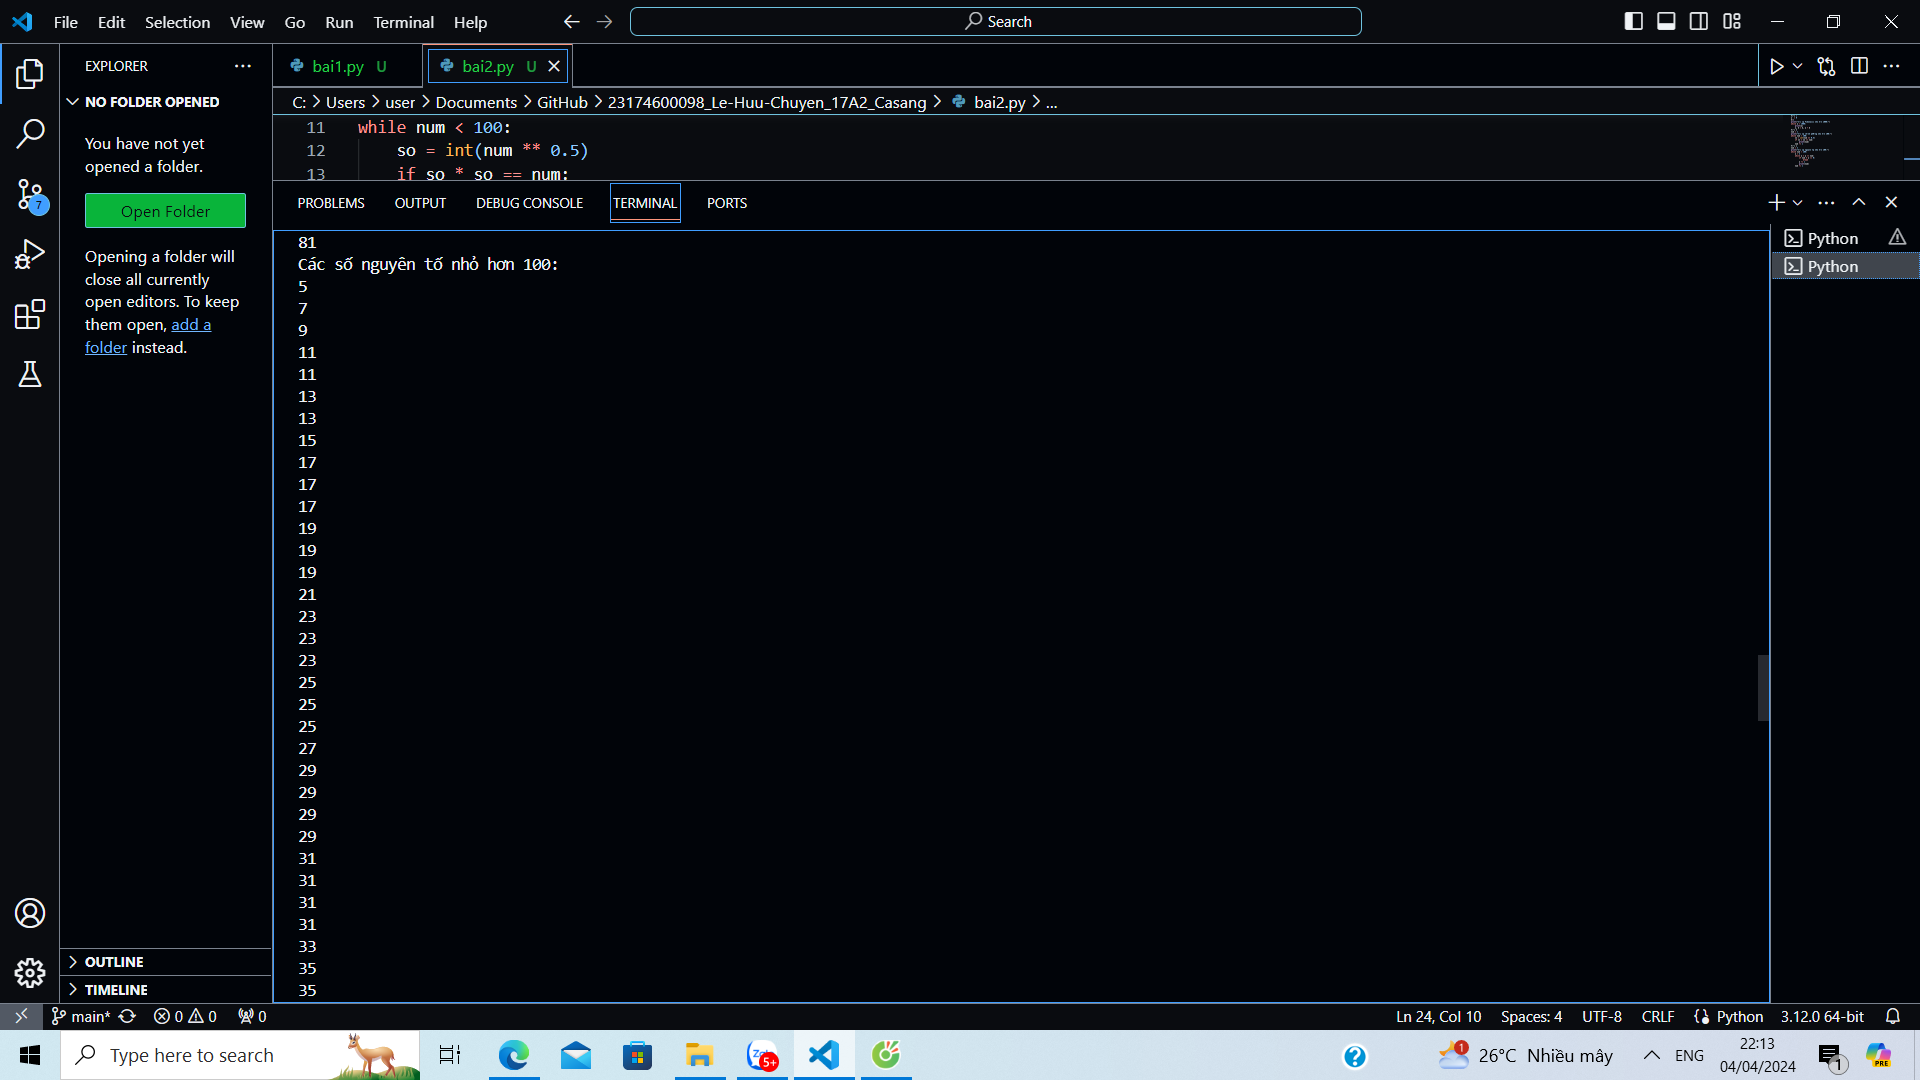 File Edit Selection View Go Run Terminal Help
Search
EXPLORER
NO FOLDER OPENED
You have not yet
opened a folder.
Open Folder
Opening a folder will
close all currently
open editors. To keep
them open, add a
folder instead.
OUTLINE
TIMELINE
7
bai1.py U
bai2.py U
C: > Users > user > Documents > GitHub > 23174600098_Le-Huu-Chuyen_17A2_Casang > bai2.py > ...
11 while num < 100:
12 so = int(num ** 0.5)
13 if so * so == num:
PROBLEMS OUTPUT DEBUG CONSOLE TERMINAL PORTS
Python
Python
81
Các số nguyên tố nhỏ hơn 100:
5
7
9
11
11
13
13
15
17
17
17
19
19
19
21
23
23
23
25
25
25
27
29
29
29
29
31
31
31
31
33
35
35
main* 0 0 0
Ln 24, Col 10 Spaces: 4 UTF-8 CRLF Python 3.12.0 64-bit
Type here to search
Zalo
5+
1
26°C Nhiều mây
ENG
22:13
04/04/2024
1
PRE